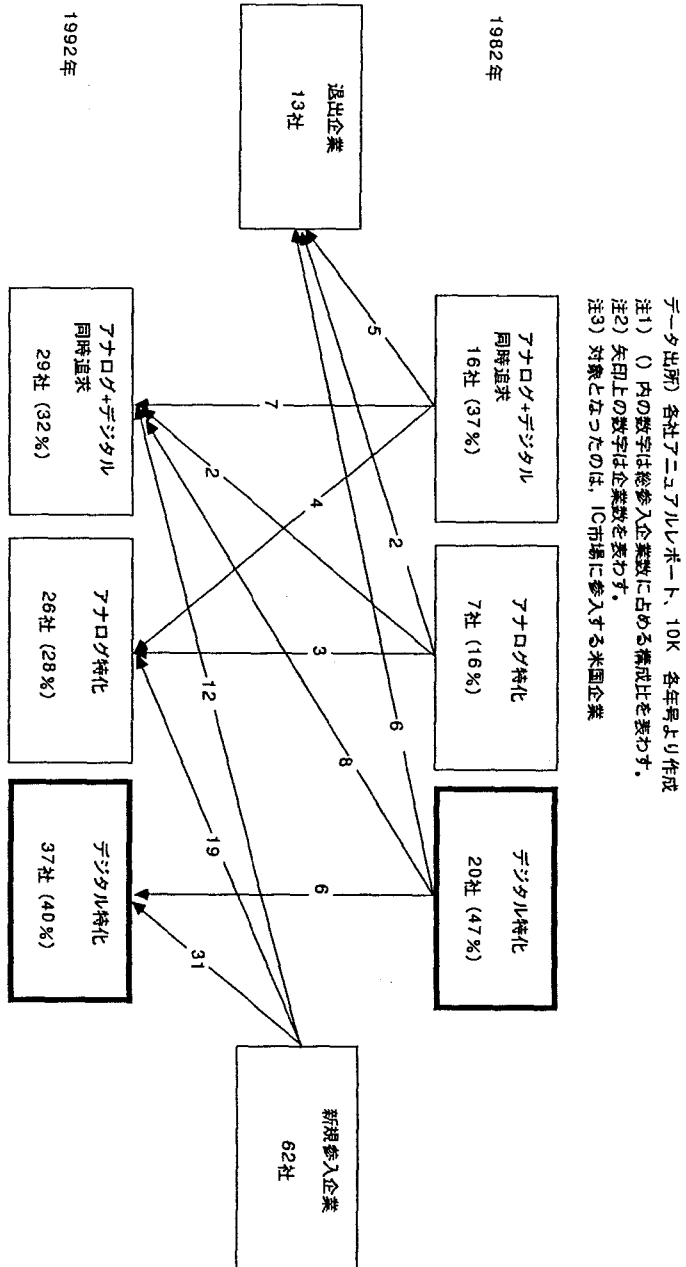 データ出所）各社アニュアルレポート、10K 各年号より作成
注1）（）内の数字は総参入企業数に占める構成比を表わす。
注2）矢印上の数字は企業数を表わす。
注3）対象となったのは，IC市場に参入する米国企業
1982年
アナログ+デジタル
同時追求
16社（37%）
アナログ特化
7社（16%）
デジタル特化
20社（47%）
退出企業
13社
5
2
6
7
2
4
3
8
6
12
19
31
新規参入企業
62社
1992年
アナログ+デジタル
同時追求
29社（32%）
アナログ特化
26社（28%）
デジタル特化
37社（40%）